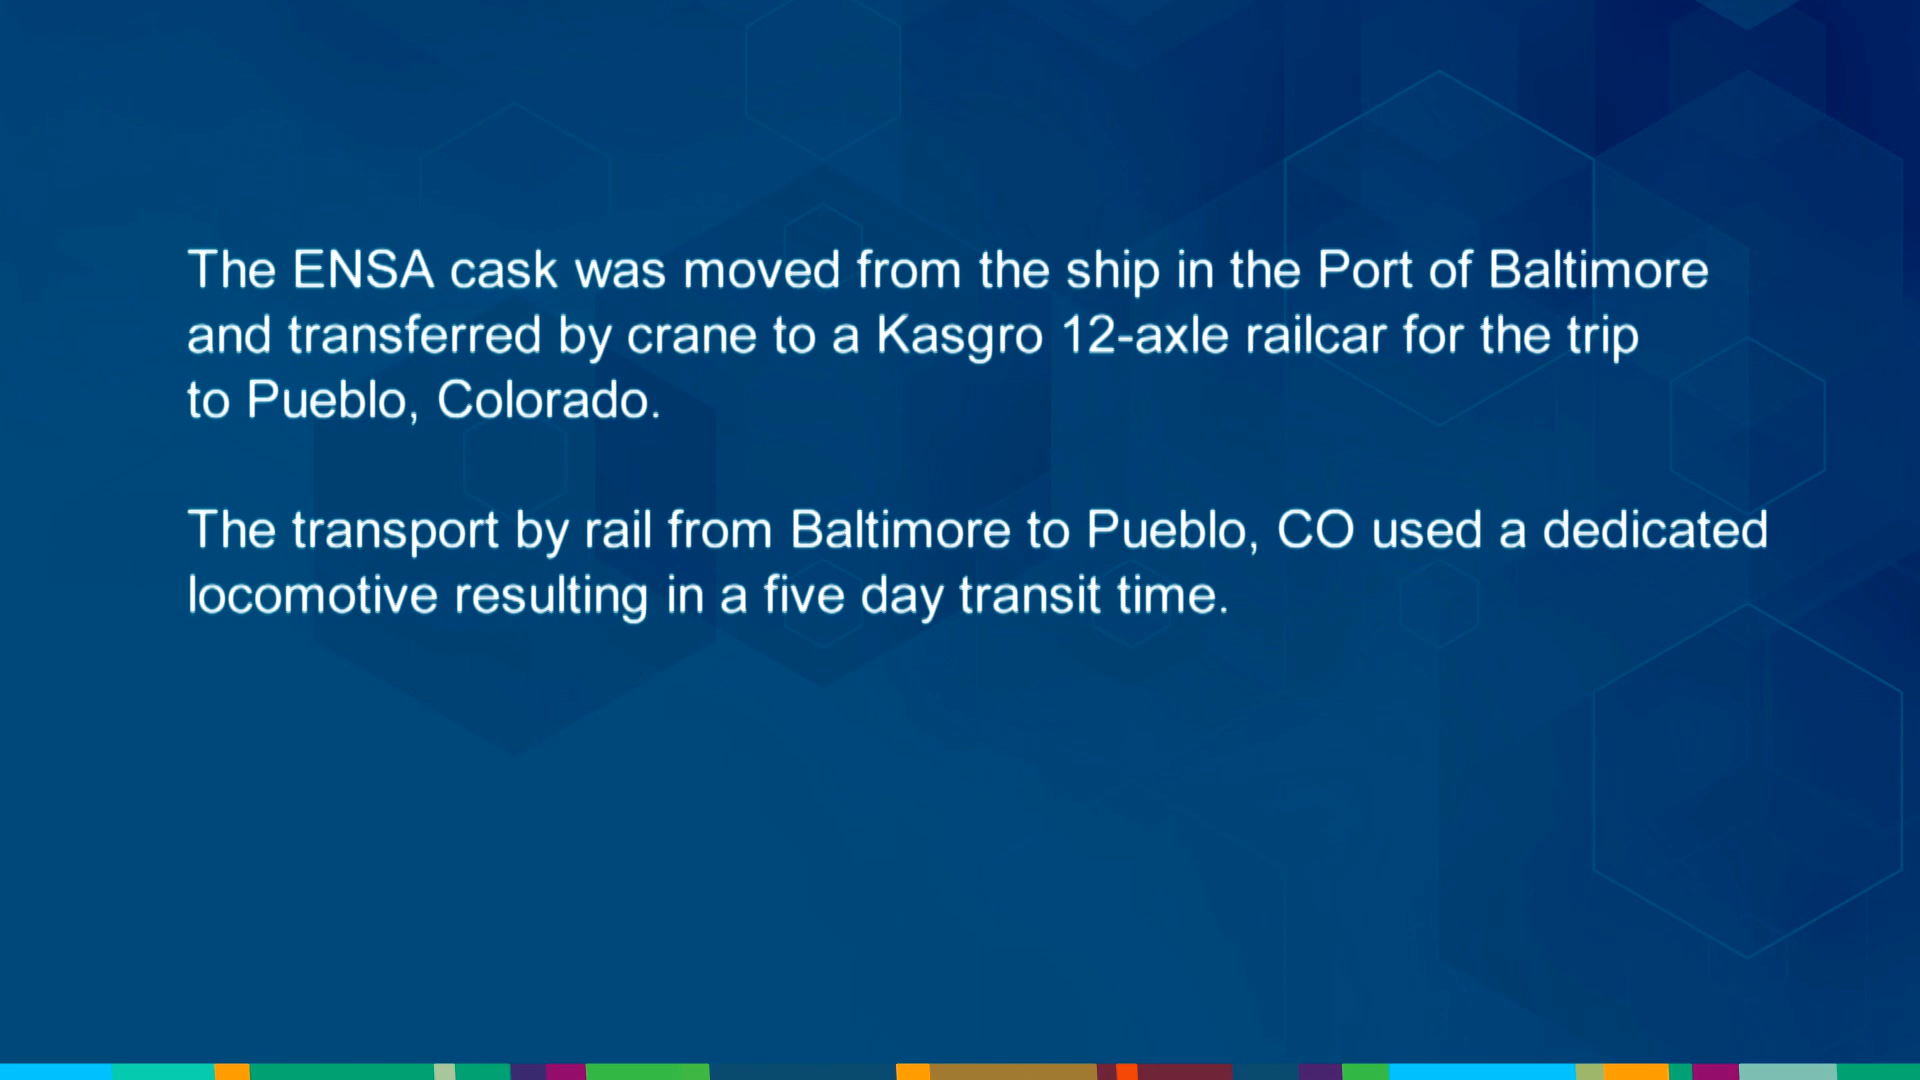 The ENSA cask was moved from the ship in the Port of Baltimore
and transferred by crane to a Kasgro 12-axle railcar for the trip
to Pueblo, Colorado.
The transport by rail from Baltimore to Pueblo, CO used a dedicated
locomotive resulting in a five day transit time.